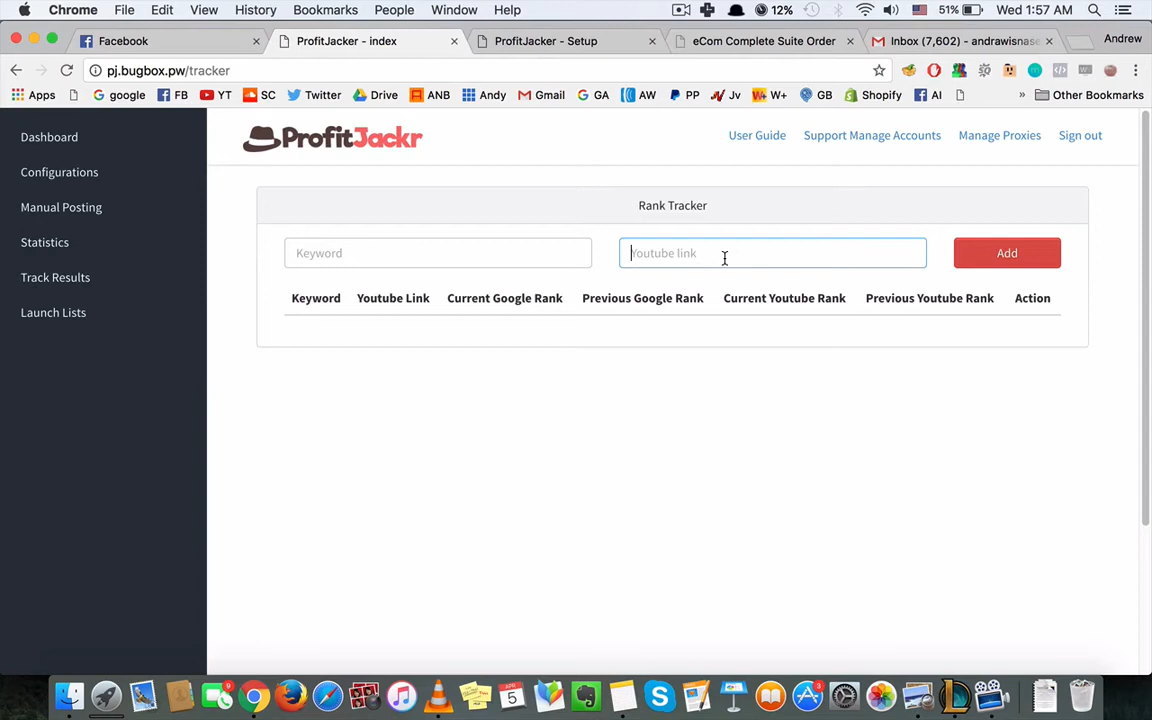 Chrome File Edit View History Bookmarks People Window Help 12% 51% Wed 1:57 AM
Facebook ProfitJacker - index ProfitJacker - Setup eCom Complete Suite Order Inbox (7,602) - andrawisnase Andrew
pj.bugbox.pw/tracker
Apps google FB YT SC Twitter Drive ANB Andy Gmail GA AW PP Jv W+ GB Shopify AI » Other Bookmarks
Dashboard
Configurations
Manual Posting
Statistics
Track Results
Launch Lists
ProfitJackr
User Guide Support Manage Accounts Manage Proxies Sign out
Rank Tracker
Keyword Youtube link Add
Keyword Youtube Link Current Google Rank Previous Google Rank Current Youtube Rank Previous Youtube Rank Action